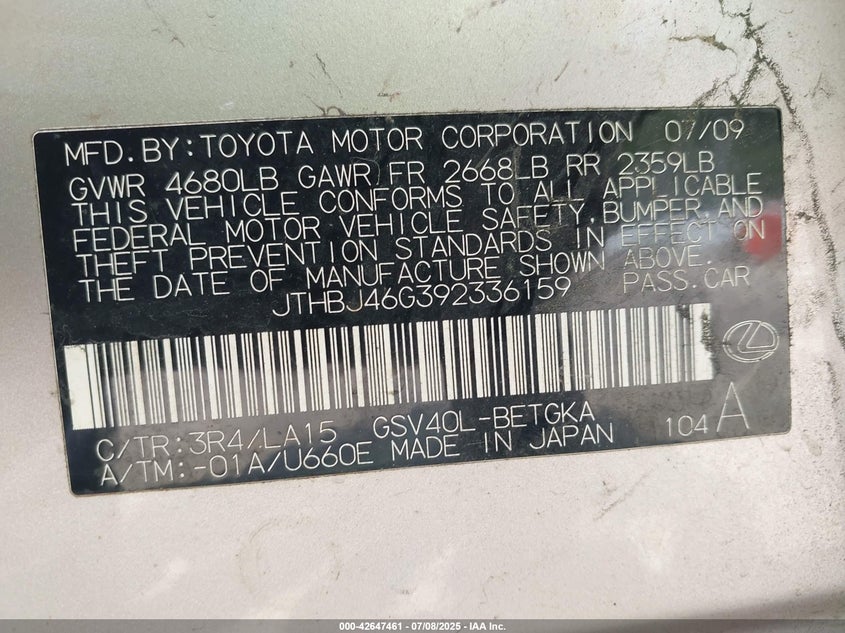 MFD.BY:TOYOTA MOTOR CORPORATION 07/09
GVWR 4680LB GAWR FR 2668LB RR 2359LB
THIS VEHICLE CONFORMS TO ALL APPLICABLE
FEDERAL MOTOR VEHICLE SAFETY,BUMPER,AND
THEFT PREVENTION STANDARDS IN EFFECT ON
THE DATE OF MANUFACTURE SHOWN ABOVE.
JTHBJ46G392336159 PASS.CAR
C/TR:3R4/LA15 GSV40L-BETGKA
A/TM:-01A/U660E MADE IN JAPAN 104 A
000-42647461 - 07/08/2025 - IAA Inc.